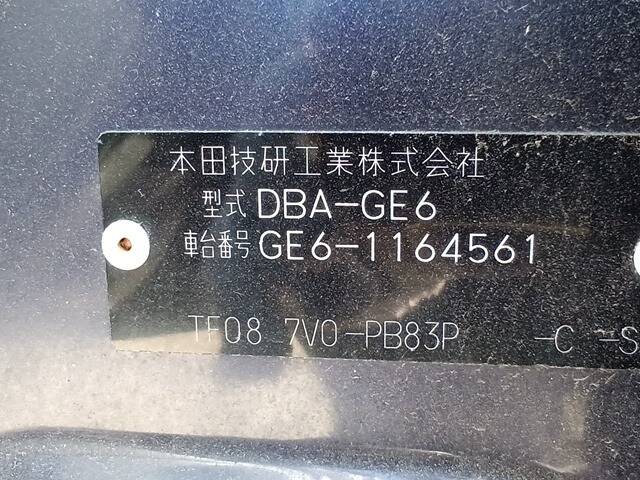 本田技研工業株式会社
型式 DBA-GE6
車台番号 GE6-1164561
TF08 7V0-PB83P -C -S